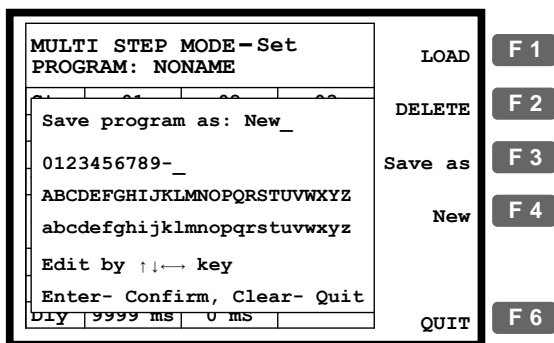 MULTI STEP MODE-Set
PROGRAM: NONAME
LOAD F 1
DELETE F 2
Save program as: New_
0123456789-_
Save as F 3
ABCDEFGHIJKLMNOPQRSTUVWXYZ
abcdefghijklmnopqrstuvwxyz
New F 4
Edit by ↑↓←→ key
Enter- Confirm, Clear- Quit
Dly 9999 ms 0 mS
QUIT F 6